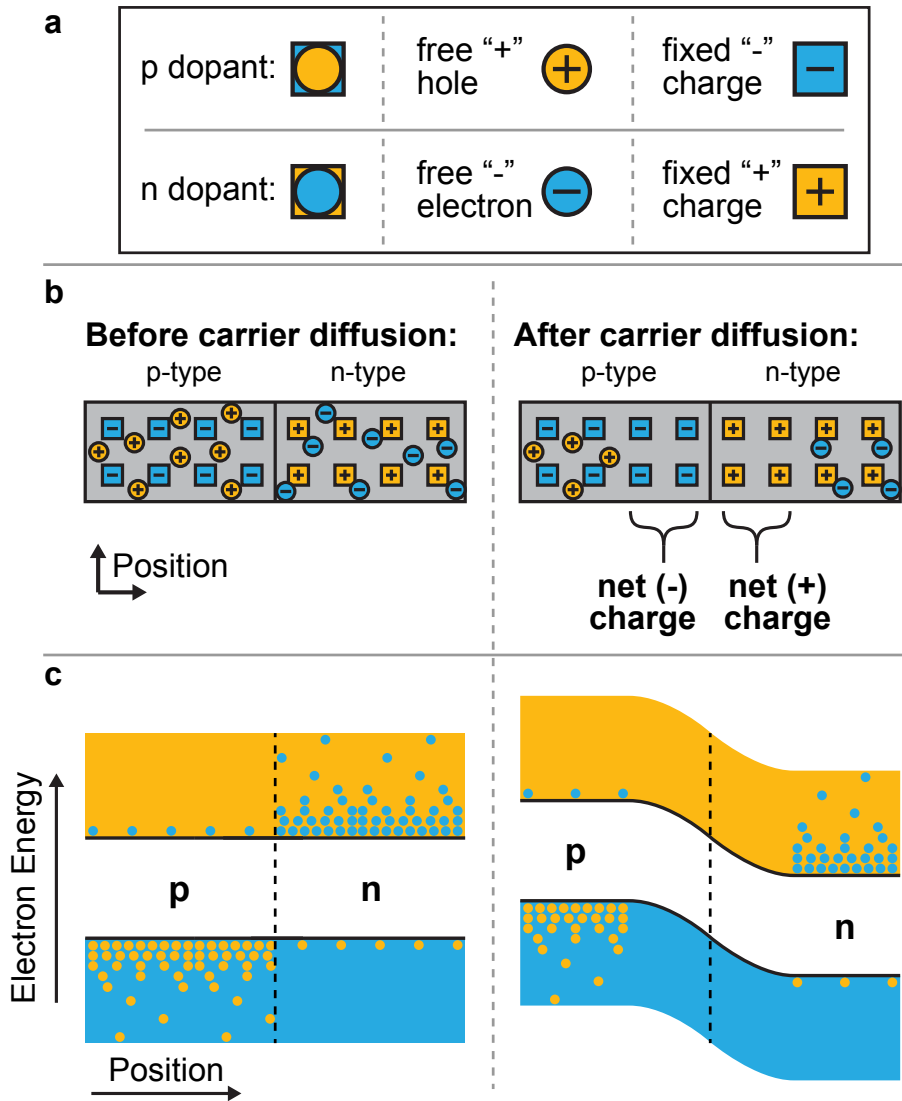 a
p dopant:
free “+”
hole
fixed “-”
charge
n dopant:
free “-”
electron
fixed “+”
charge
b
Before carrier diffusion:
p-type
n-type
After carrier diffusion:
p-type
n-type
Position
net (-)
charge
net (+)
charge
c
Electron Energy
p
n
p
n
Position